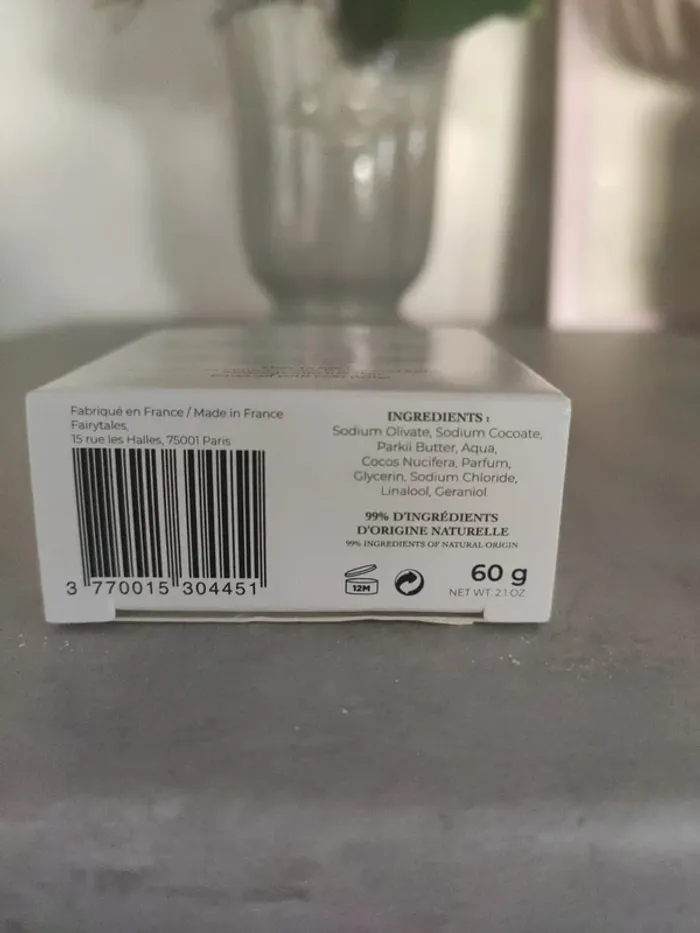 Fabriqué en France / Made in France
Fairytales,
15 rue les Halles, 75001 Paris
3 770015 304451
INGREDIENTS :
Sodium Olivate, Sodium Cocoate,
Parkii Butter, Aqua,
Cocos Nucifera, Parfum,
Glycerin, Sodium Chloride,
Linalool, Geraniol
99% D'INGRÉDIENTS
D'ORIGINE NATURELLE
99% INGREDIENTS OF NATURAL ORIGIN
12M
60 g
NET WT. 2.1 OZ